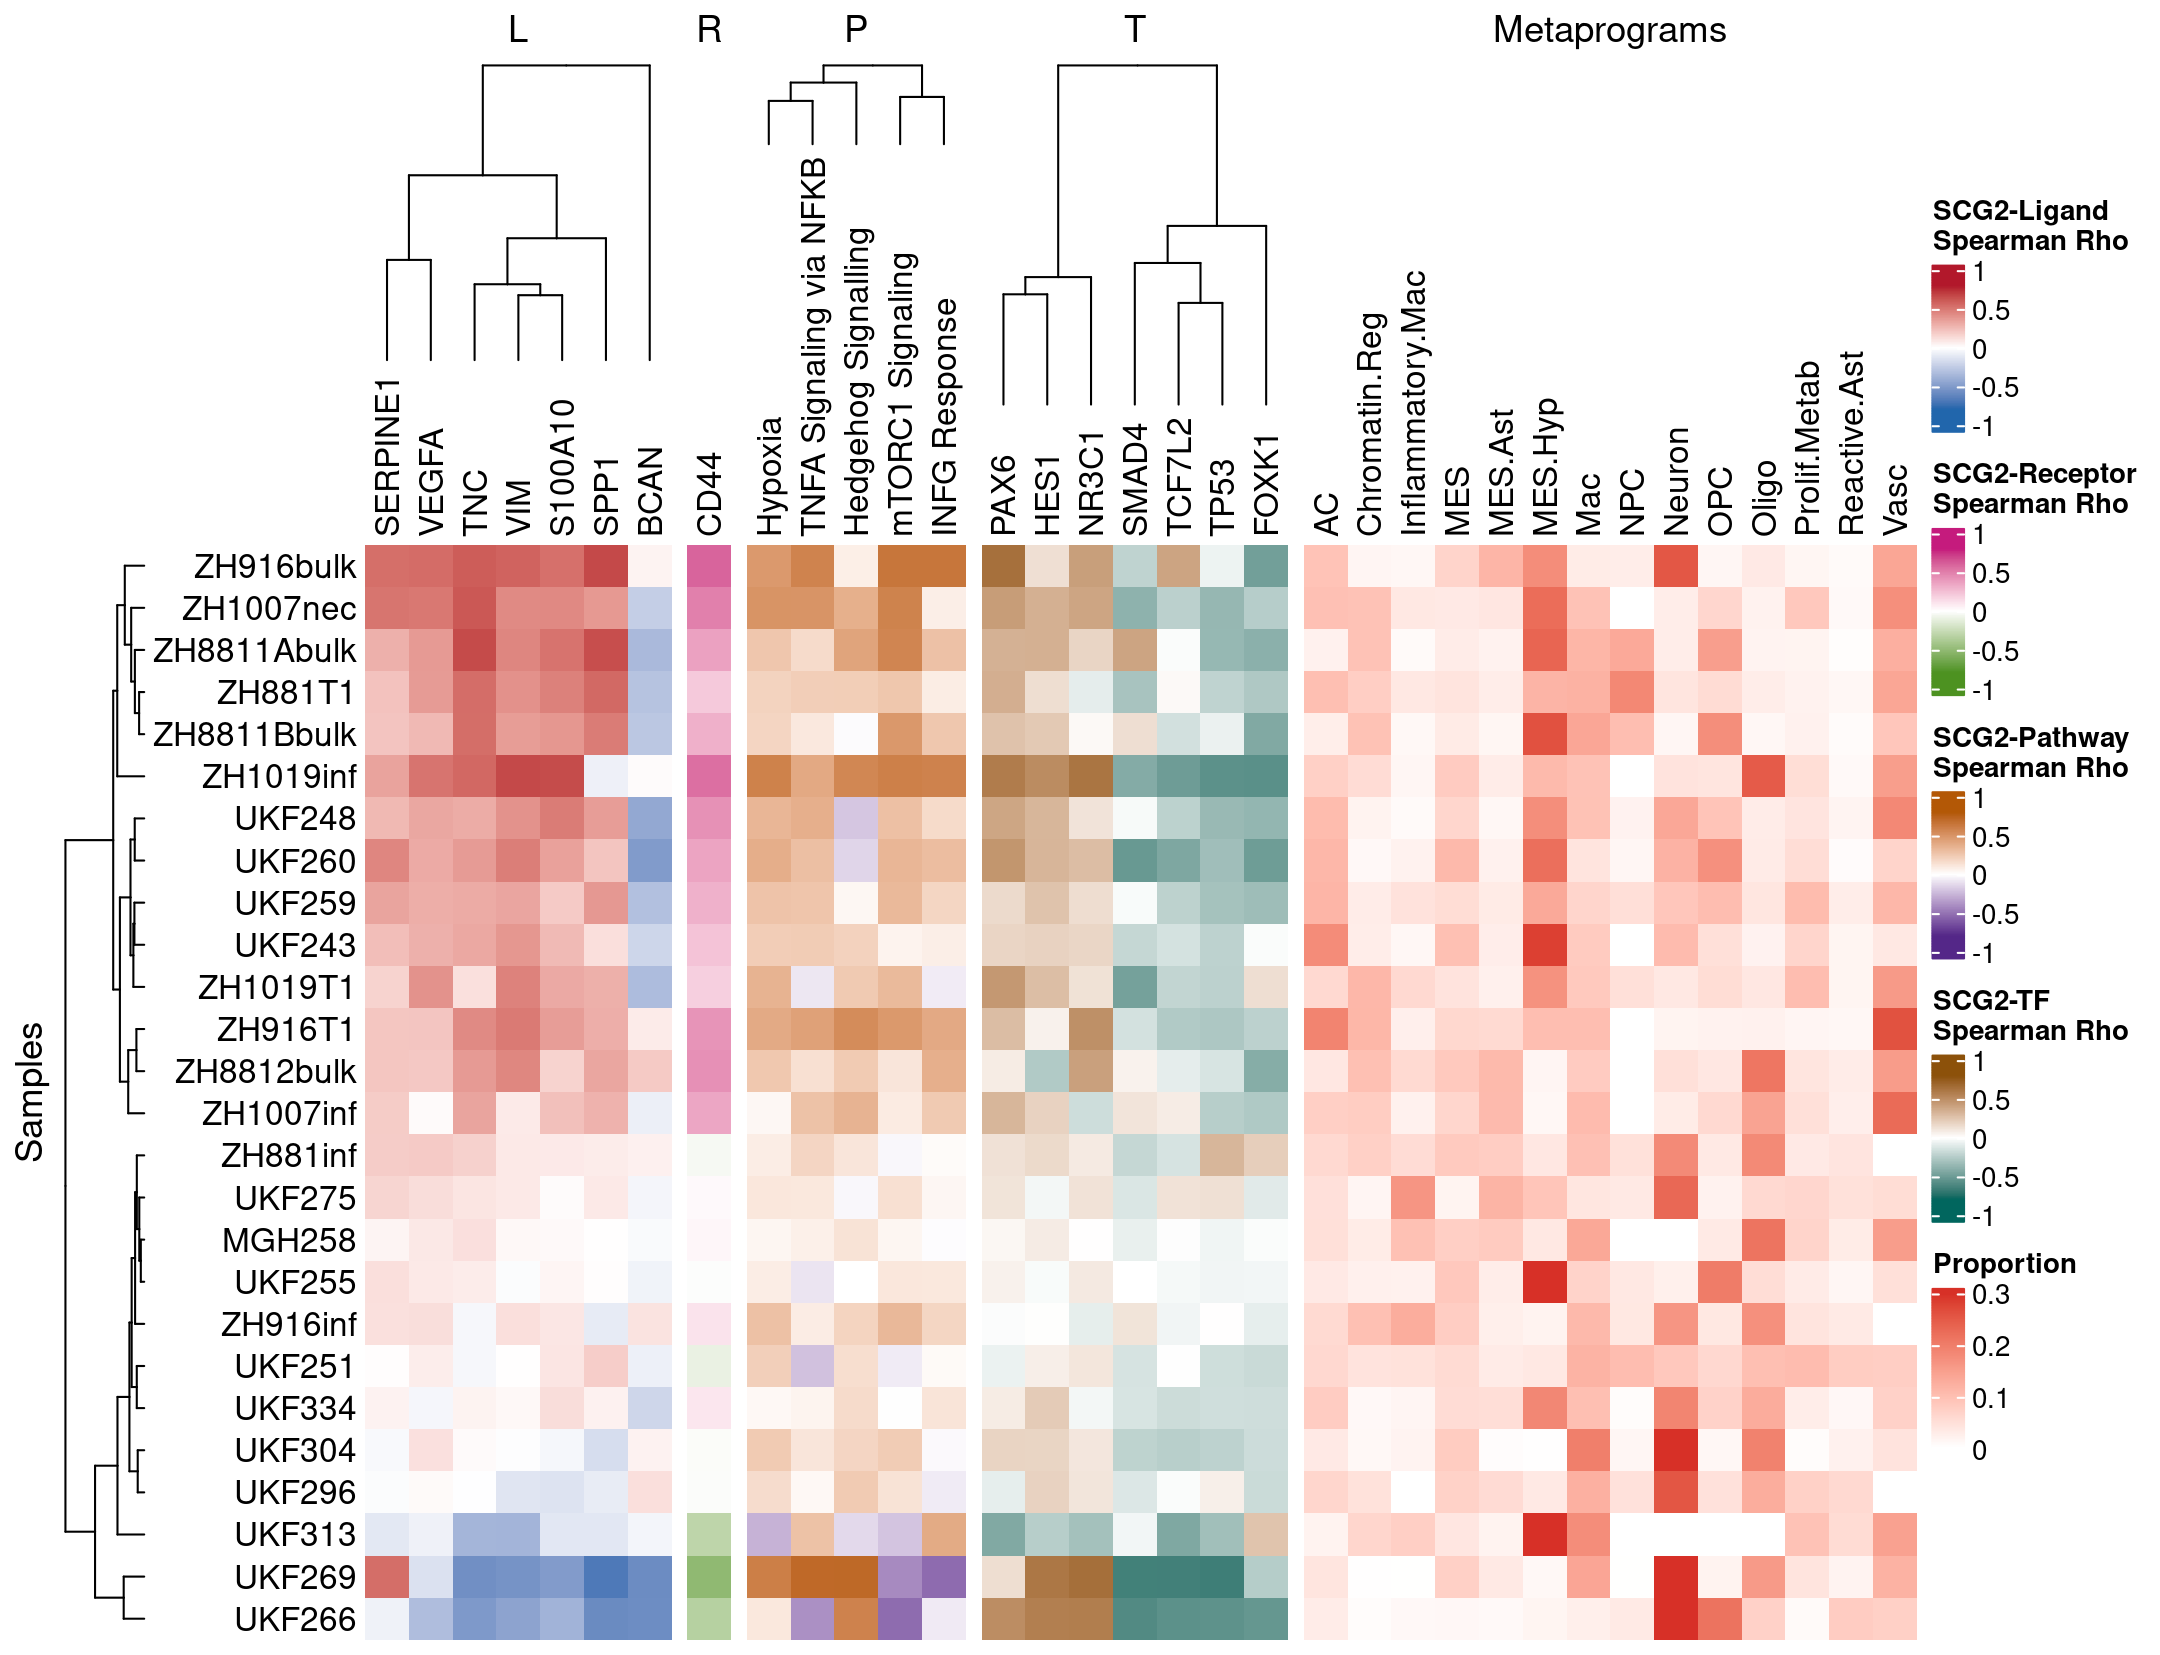 L
R
P
T
Metaprograms
SERPINE1
VEGFA
TNC
VIM
S100A10
SPP1
BCAN
CD44
Hypoxia
TNFA Signaling via NFKB
Hedgehog Signalling
mTORC1 Signaling
INFG Response
PAX6
HES1
NR3C1
SMAD4
TCF7L2
TP53
FOXK1
AC
Chromatin.Reg
Inflammatory.Mac
MES
MES.Ast
MES.Hyp
Mac
NPC
Neuron
OPC
Oligo
Prolif.Metab
Reactive.Ast
Vasc
Samples
ZH916bulk
ZH1007nec
ZH8811Abulk
ZH881T1
ZH8811Bbulk
ZH1019inf
UKF248
UKF260
UKF259
UKF243
ZH1019T1
ZH916T1
ZH8812bulk
ZH1007inf
ZH881inf
UKF275
MGH258
UKF255
ZH916inf
UKF251
UKF334
UKF304
UKF296
UKF313
UKF269
UKF266
SCG2-Ligand
Spearman Rho
1
0.5
0
-0.5
-1
SCG2-Receptor
Spearman Rho
1
0.5
0
-0.5
-1
SCG2-Pathway
Spearman Rho
1
0.5
0
-0.5
-1
SCG2-TF
Spearman Rho
1
0.5
0
-0.5
-1
Proportion
0.3
0.2
0.1
0